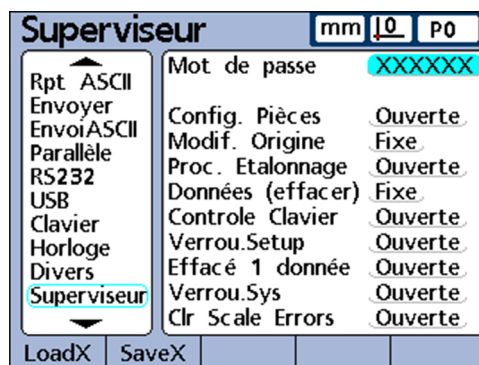 Superviseur mm 0 P0
Rpt ASCII
Envoyer
EnvoiASCII
Parallèle
RS232
USB
Clavier
Horloge
Divers
Superviseur
Mot de passe XXXXXX
Config. Pièces Ouverte
Modif. Origine Fixe
Proc. Etalonnage Ouverte
Données (effacer) Fixe
Controle Clavier Ouverte
Verrou.Setup Ouverte
Effacé 1 donnée Ouverte
Verrou.Sys Ouverte
Clr Scale Errors Ouverte
LoadX SaveX